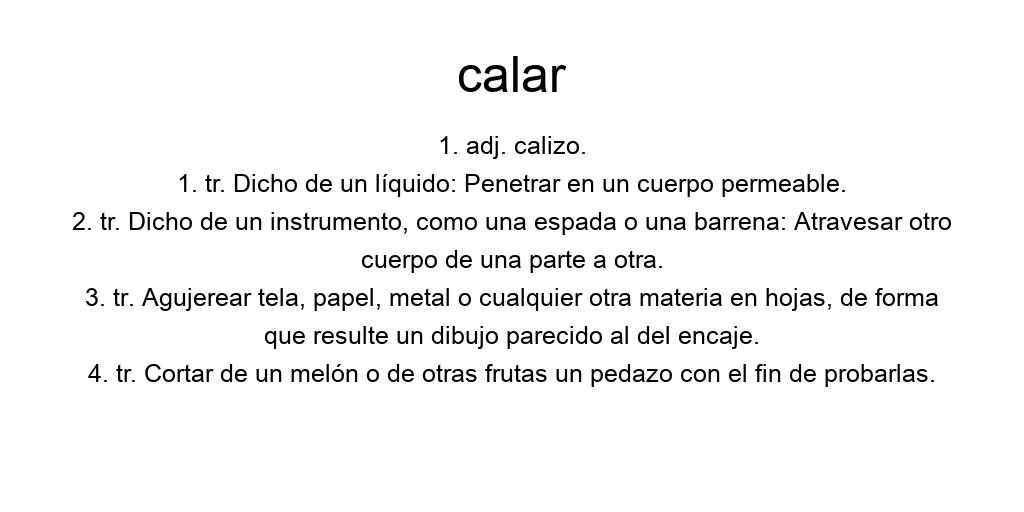 calar
1. adj. calizo.
1. tr. Dicho de un líquido: Penetrar en un cuerpo permeable.
2. tr. Dicho de un instrumento, como una espada o una barrena: Atravesar otro
cuerpo de una parte a otra.
3. tr. Agujerear tela, papel, metal o cualquier otra materia en hojas, de forma
que resulte un dibujo parecido al del encaje.
4. tr. Cortar de un melón o de otras frutas un pedazo con el fin de probarlas.